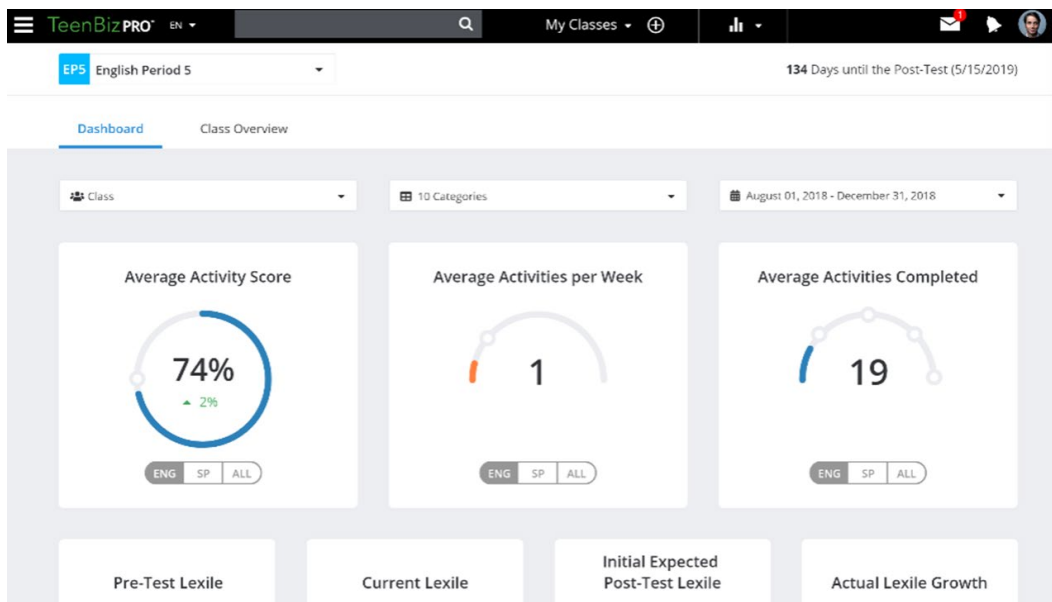 TeenBizPRO EN My Classes 1
EP5 English Period 5 134 Days until the Post-Test (5/15/2019)
Dashboard Class Overview
Class 10 Categories August 01, 2018 - December 31, 2018
Average Activity Score
74%
2%
ENG SP ALL
Average Activities per Week
1
ENG SP ALL
Average Activities Completed
19
ENG SP ALL
Pre-Test Lexile
Current Lexile
Initial Expected
Post-Test Lexile
Actual Lexile Growth